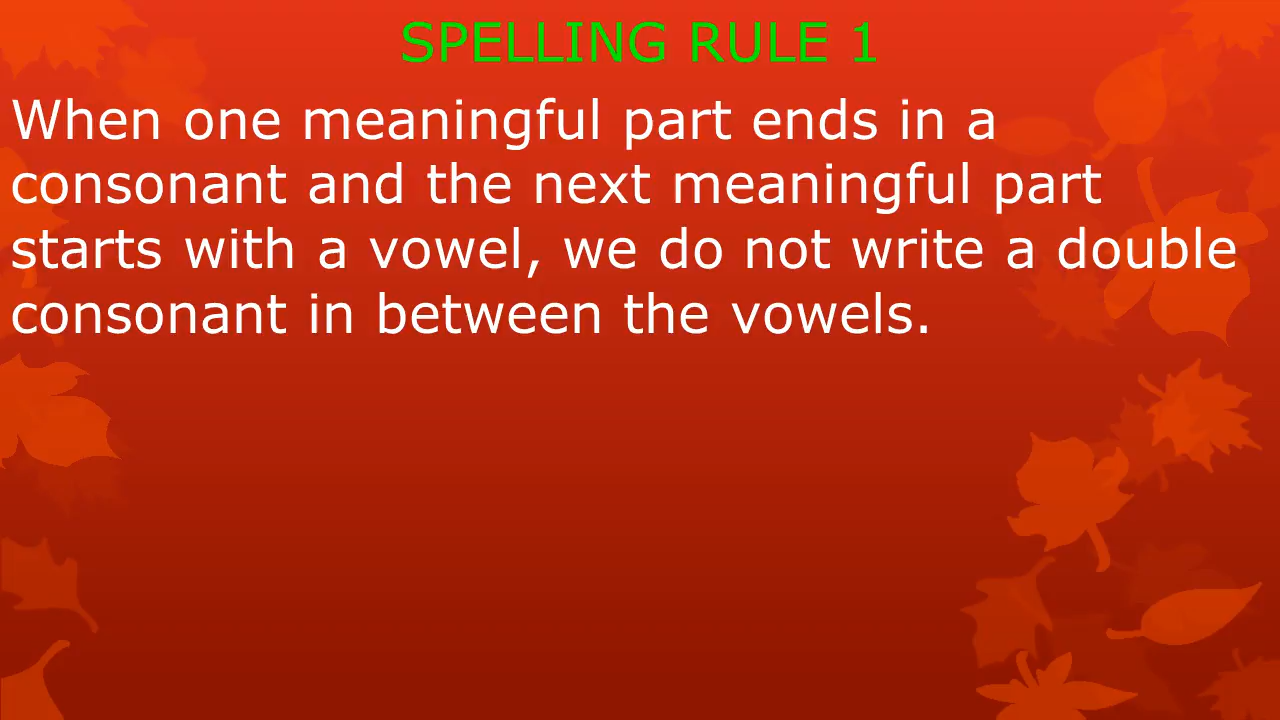 SPELLING RULE 1
When one meaningful part ends in a
consonant and the next meaningful part
starts with a vowel, we do not write a double
consonant in between the vowels.